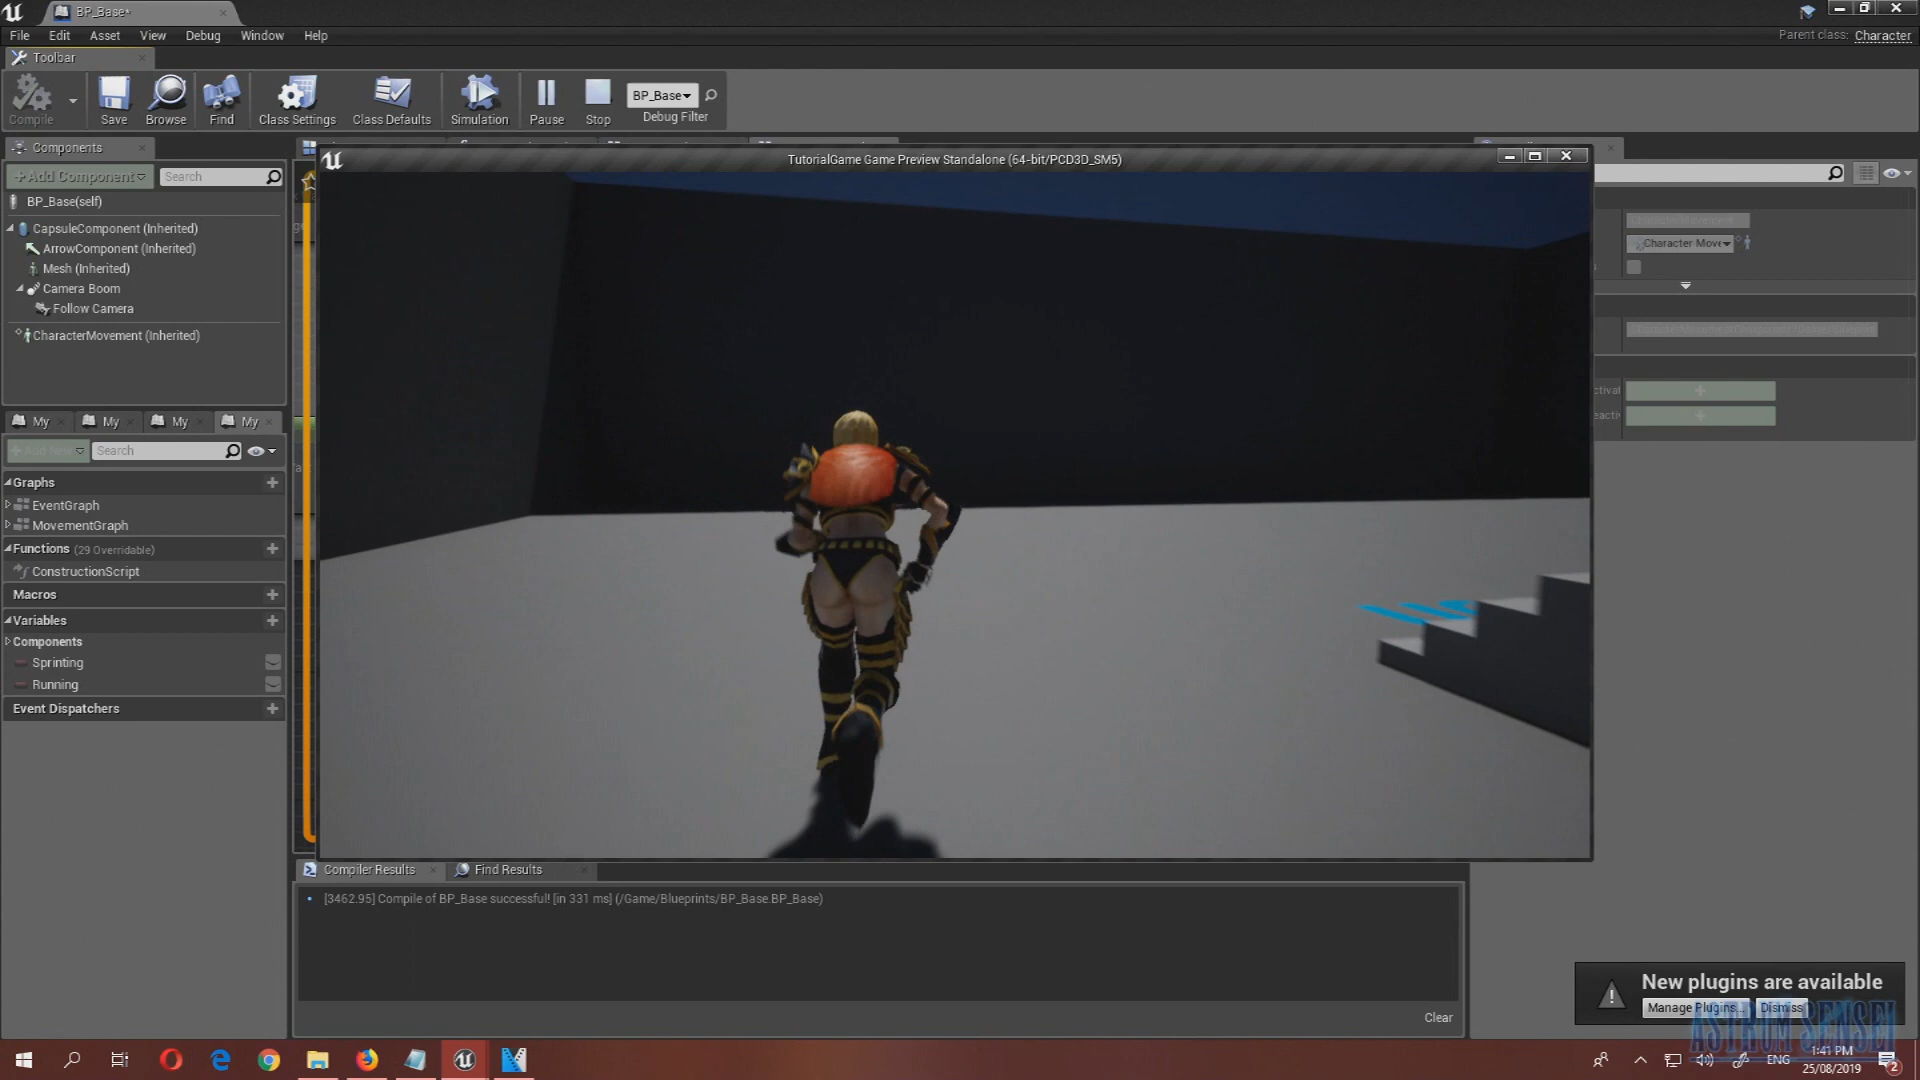 BP_Base*
File Edit Asset View Debug Window Help
Parent class: Character
Toolbar
Compile Save Browse Find Class Settings Class Defaults Simulation Pause Stop BP_Base Debug Filter
Components
TutorialGame Game Preview Standalone (64-bit/PCD3D_SM5)
+Add Component Search
BP_Base(self)
CapsuleComponent (Inherited)
ArrowComponent (Inherited)
Character Move
Mesh (Inherited)
Camera Boom
Follow Camera
CharacterMovement (Inherited)
My My My My
+Add New Search
Graphs
EventGraph
MovementGraph
Functions (29 Overridable)
ConstructionScript
Macros
Variables
Components
Sprinting
Running
Event Dispatchers
Compiler Results Find Results
[3462.95] Compile of BP_Base successful! [in 331 ms] (/Game/Blueprints/BP_Base.BP_Base)
New plugins are available
Manage Plugins... Dismiss
Clear
ASTRUM SENSEI
ENG
1:41 PM
25/08/2019
2